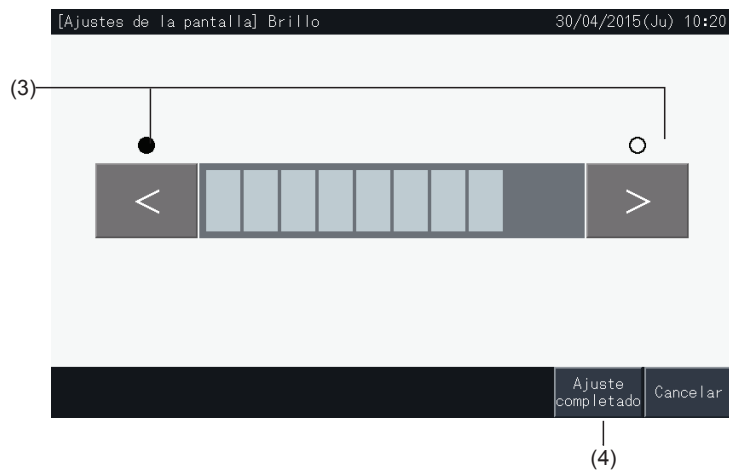 [Ajustes de la pantalla] Brillo 30/04/2015(Ju) 10:20
(3)
< >
Ajuste
completado
Cancelar
(4)